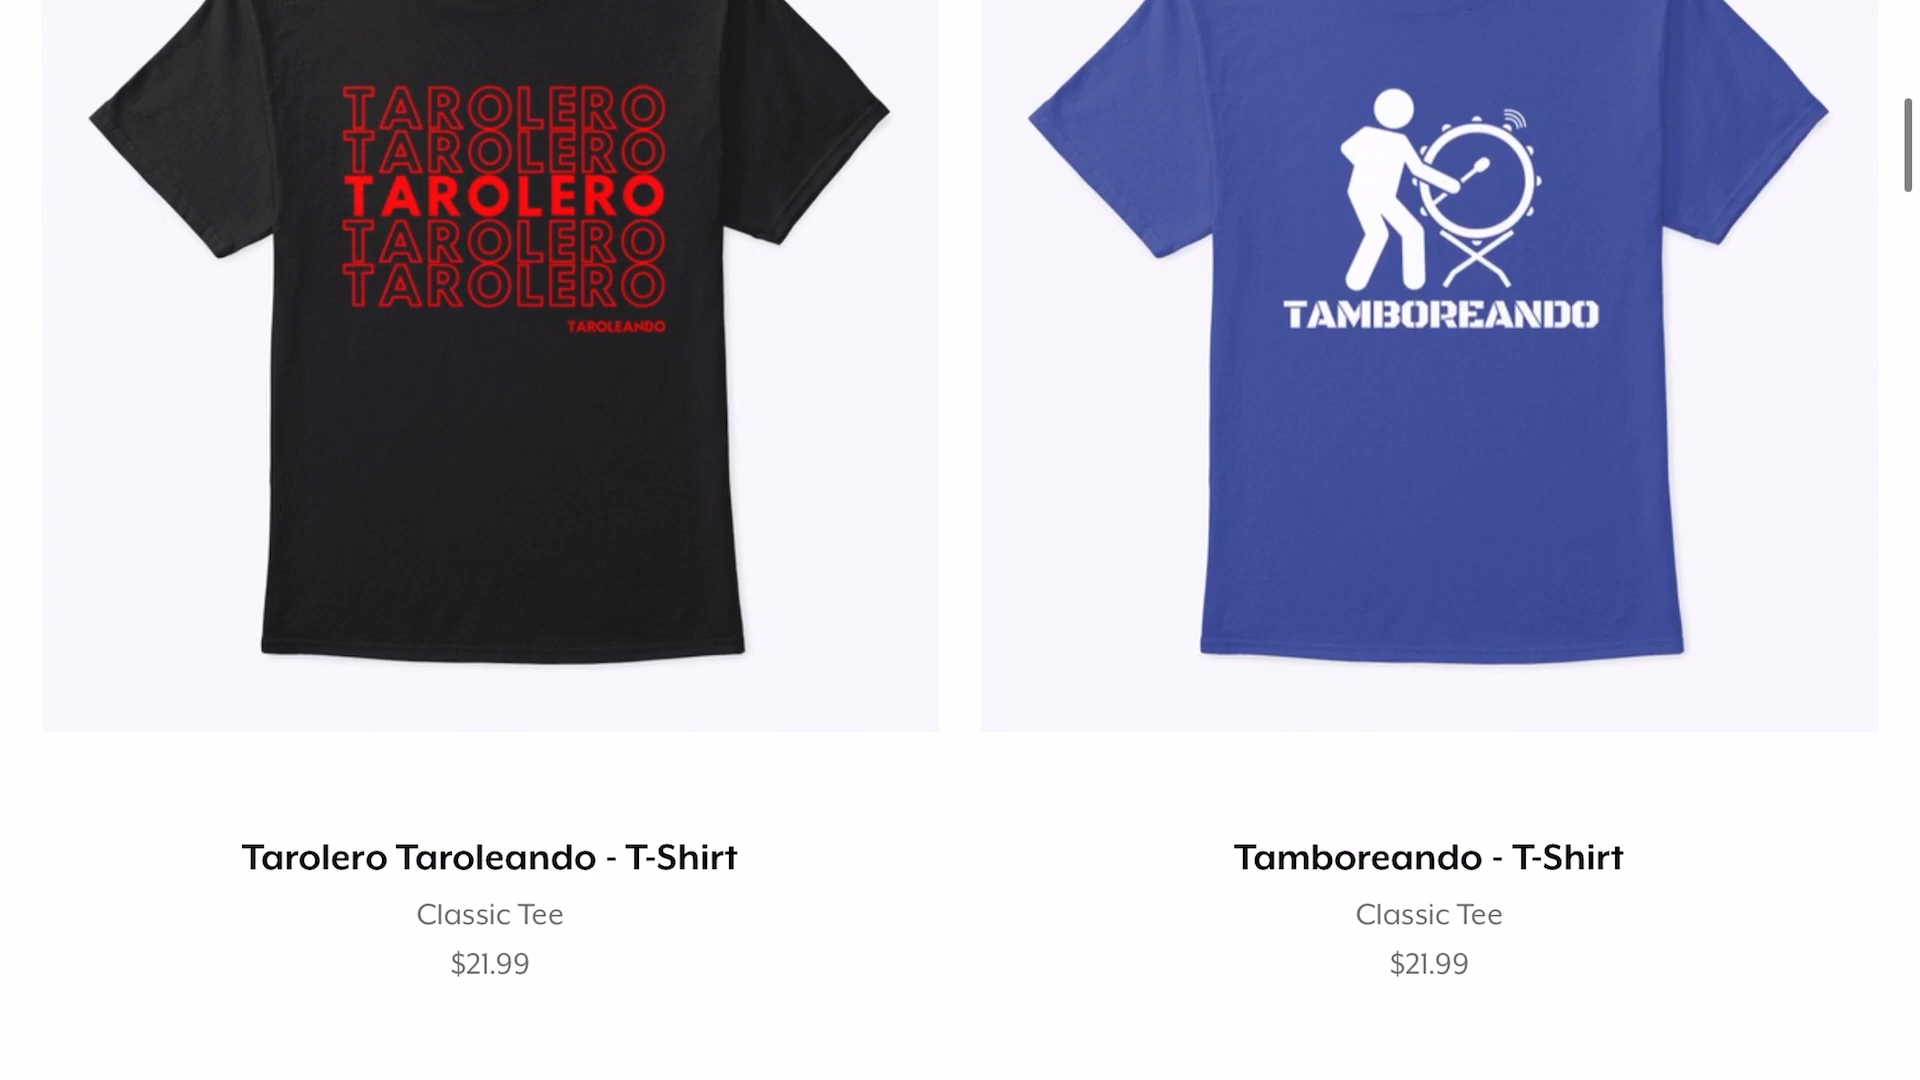 TAROLERO
TAROLERO
TAROLERO
TAROLERO
TAROLERO
TAROLEANDO
TAMBOREANDO
Tarolero Taroleando - T-Shirt
Classic Tee
$21.99
Tamboreando - T-Shirt
Classic Tee
$21.99